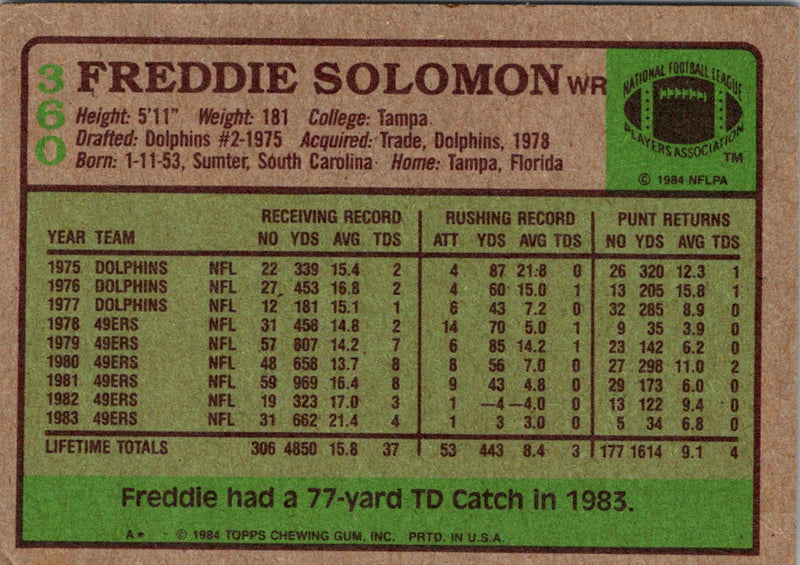 360
FREDDIE SOLOMON WR
Height: 5'11" Weight: 181 College: Tampa
Drafted: Dolphins #2-1975 Acquired: Trade, Dolphins, 1978
Born: 1-11-53, Sumter, South Carolina Home: Tampa, Florida
NATIONAL FOOTBALL LEAGUE
PLAYERS ASSOCIATION
TM
© 1984 NFLPA
RECEIVING RECORD RUSHING RECORD PUNT RETURNS
YEAR TEAM NO YDS AVG TDS ATT YDS AVG TDS NO YDS AVG TDS
1975 DOLPHINS NFL 22 339 15.4 2 4 87 21.8 0 26 320 12.3 1
1976 DOLPHINS NFL 27 453 16.8 2 4 60 15.0 1 13 205 15.8 1
1977 DOLPHINS NFL 12 181 15.1 1 6 43 7.2 0 32 285 8.9 0
1978 49ERS NFL 31 458 14.8 2 14 70 5.0 1 9 35 3.9 0
1979 49ERS NFL 57 807 14.2 7 6 85 14.2 1 23 142 6.2 0
1980 49ERS NFL 48 658 13.7 8 8 56 7.0 0 27 298 11.0 2
1981 49ERS NFL 59 969 16.4 8 9 43 4.8 0 29 173 6.0 0
1982 49ERS NFL 19 323 17.0 3 1 –4 –4.0 0 13 122 9.4 0
1983 49ERS NFL 31 662 21.4 4 1 3 3.0 0 5 34 6.8 0
LIFETIME TOTALS 306 4850 15.8 37 53 443 8.4 3 177 1614 9.1 4
Freddie had a 77-yard TD Catch in 1983.
A* © 1984 TOPPS CHEWING GUM, INC. PRTD. IN U.S.A.